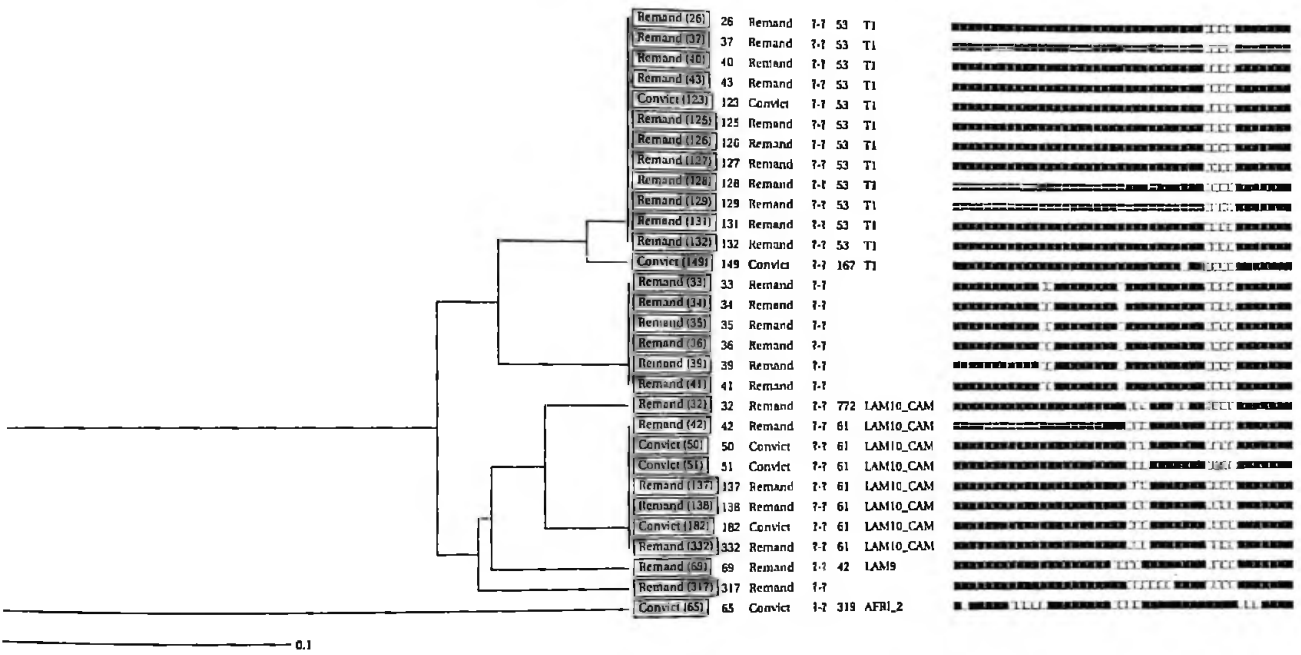 Remand (26) 26 Remand ?-? 53 T1
Remand (37) 37 Remand ?-? 53 T1
Remand (40) 40 Remand ?-? 53 T1
Remand (43) 43 Remand ?-? 53 T1
Convict (123) 123 Convict ?-? 53 T1
Remand (125) 125 Remand ?-? 53 T1
Remand (126) 126 Remand ?-? 53 T1
Remand (127) 127 Remand ?-? 53 T1
Remand (128) 128 Remand ?-? 53 T1
Remand (129) 129 Remand ?-? 53 T1
Remand (131) 131 Remand ?-? 53 T1
Remand (132) 132 Remand ?-? 53 T1
Convict (149) 149 Convict ?-? 167 T1
Remand (33) 33 Remand ?-?
Remand (34) 34 Remand ?-?
Remand (35) 35 Remand ?-?
Remand (36) 36 Remand ?-?
Remand (39) 39 Remand ?-?
Remand (41) 41 Remand ?-?
Remand (32) 32 Remand ?-? 772 LAM10_CAM
Remand (42) 42 Remand ?-? 61 LAM10_CAM
Convict (50) 50 Convict ?-? 61 LAM10_CAM
Convict (51) 51 Convict ?-? 61 LAM10_CAM
Remand (137) 137 Remand ?-? 61 LAM10_CAM
Remand (138) 138 Remand ?-? 61 LAM10_CAM
Convict (182) 182 Convict ?-? 61 LAM10_CAM
Remand (332) 332 Remand ?-? 61 LAM10_CAM
Remand (69) 69 Remand ?-? 42 LAM9
Remand (317) 317 Remand ?-?
Convict (65) 65 Convict ?-? 319 AFRI_2
0.1